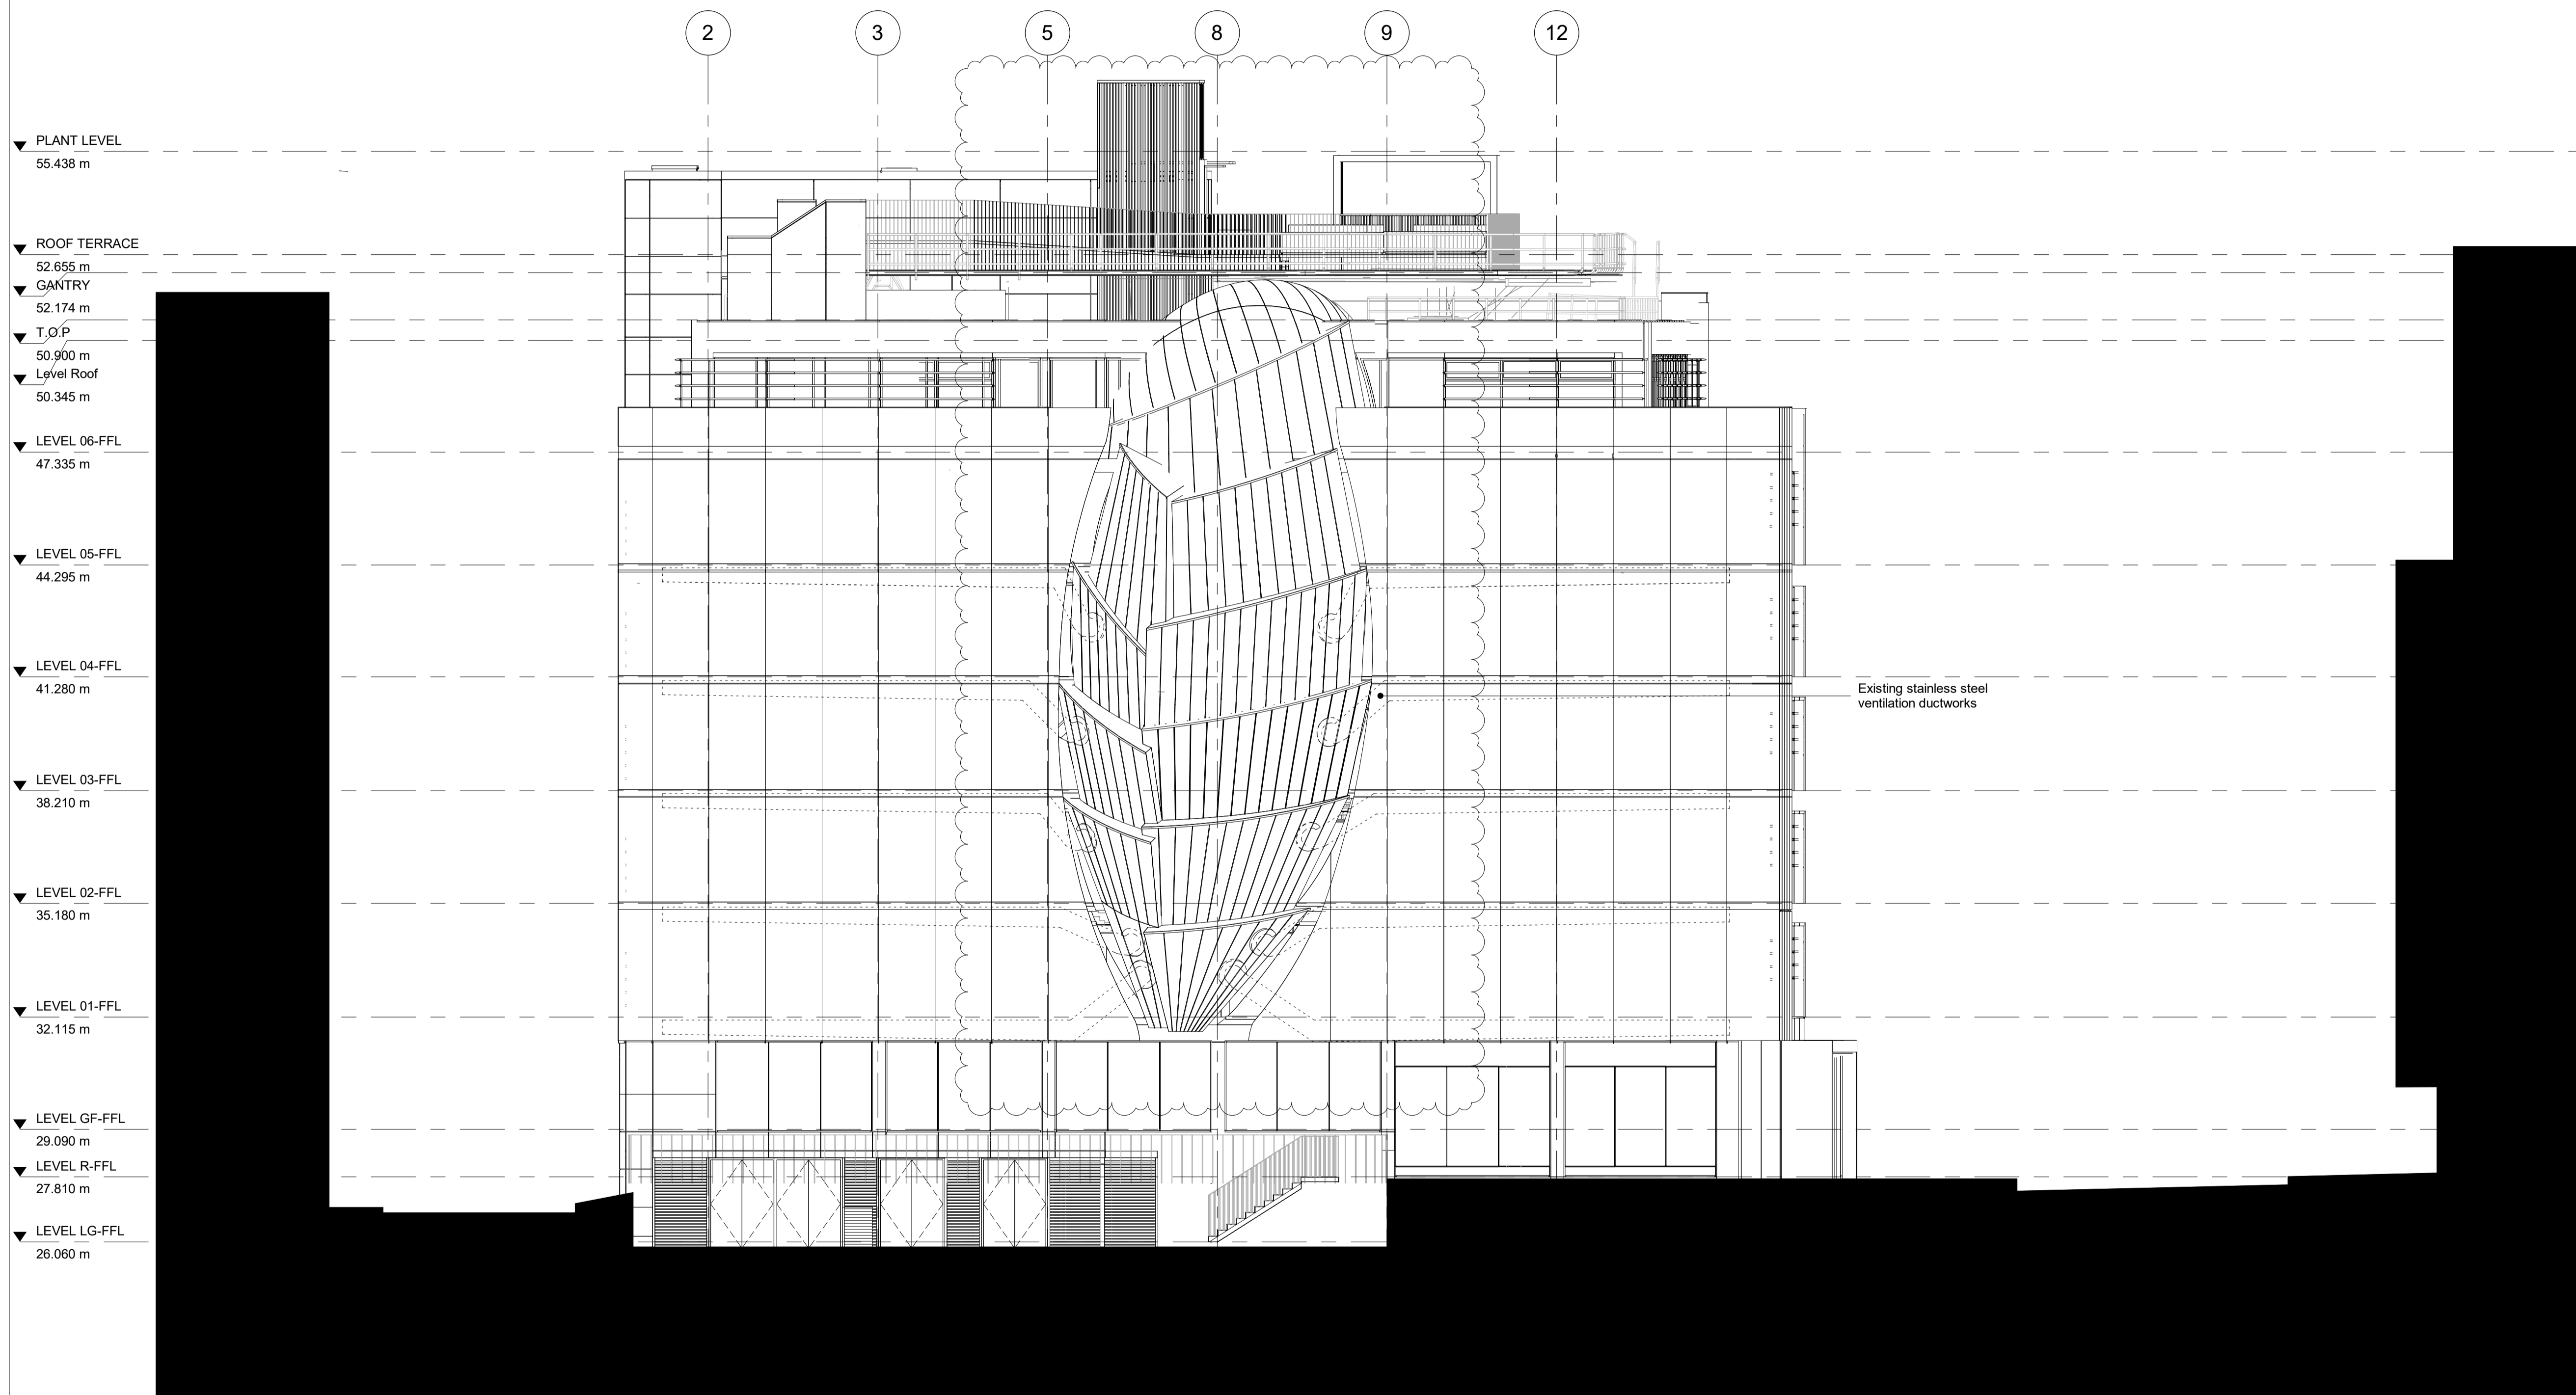 2
3
5
8
9
12
PLANT LEVEL
55.438 m
ROOF TERRACE
52.655 m
GANTRY
52.174 m
T.O.P
50.900 m
Level Roof
50.345 m
LEVEL 06-FFL
47.335 m
LEVEL 05-FFL
44.295 m
LEVEL 04-FFL
41.280 m
Existing stainless steel
ventilation ductworks
LEVEL 03-FFL
38.210 m
LEVEL 02-FFL
35.180 m
LEVEL 01-FFL
32.115 m
LEVEL GF-FFL
29.090 m
LEVEL R-FFL
27.810 m
LEVEL LG-FFL
26.060 m